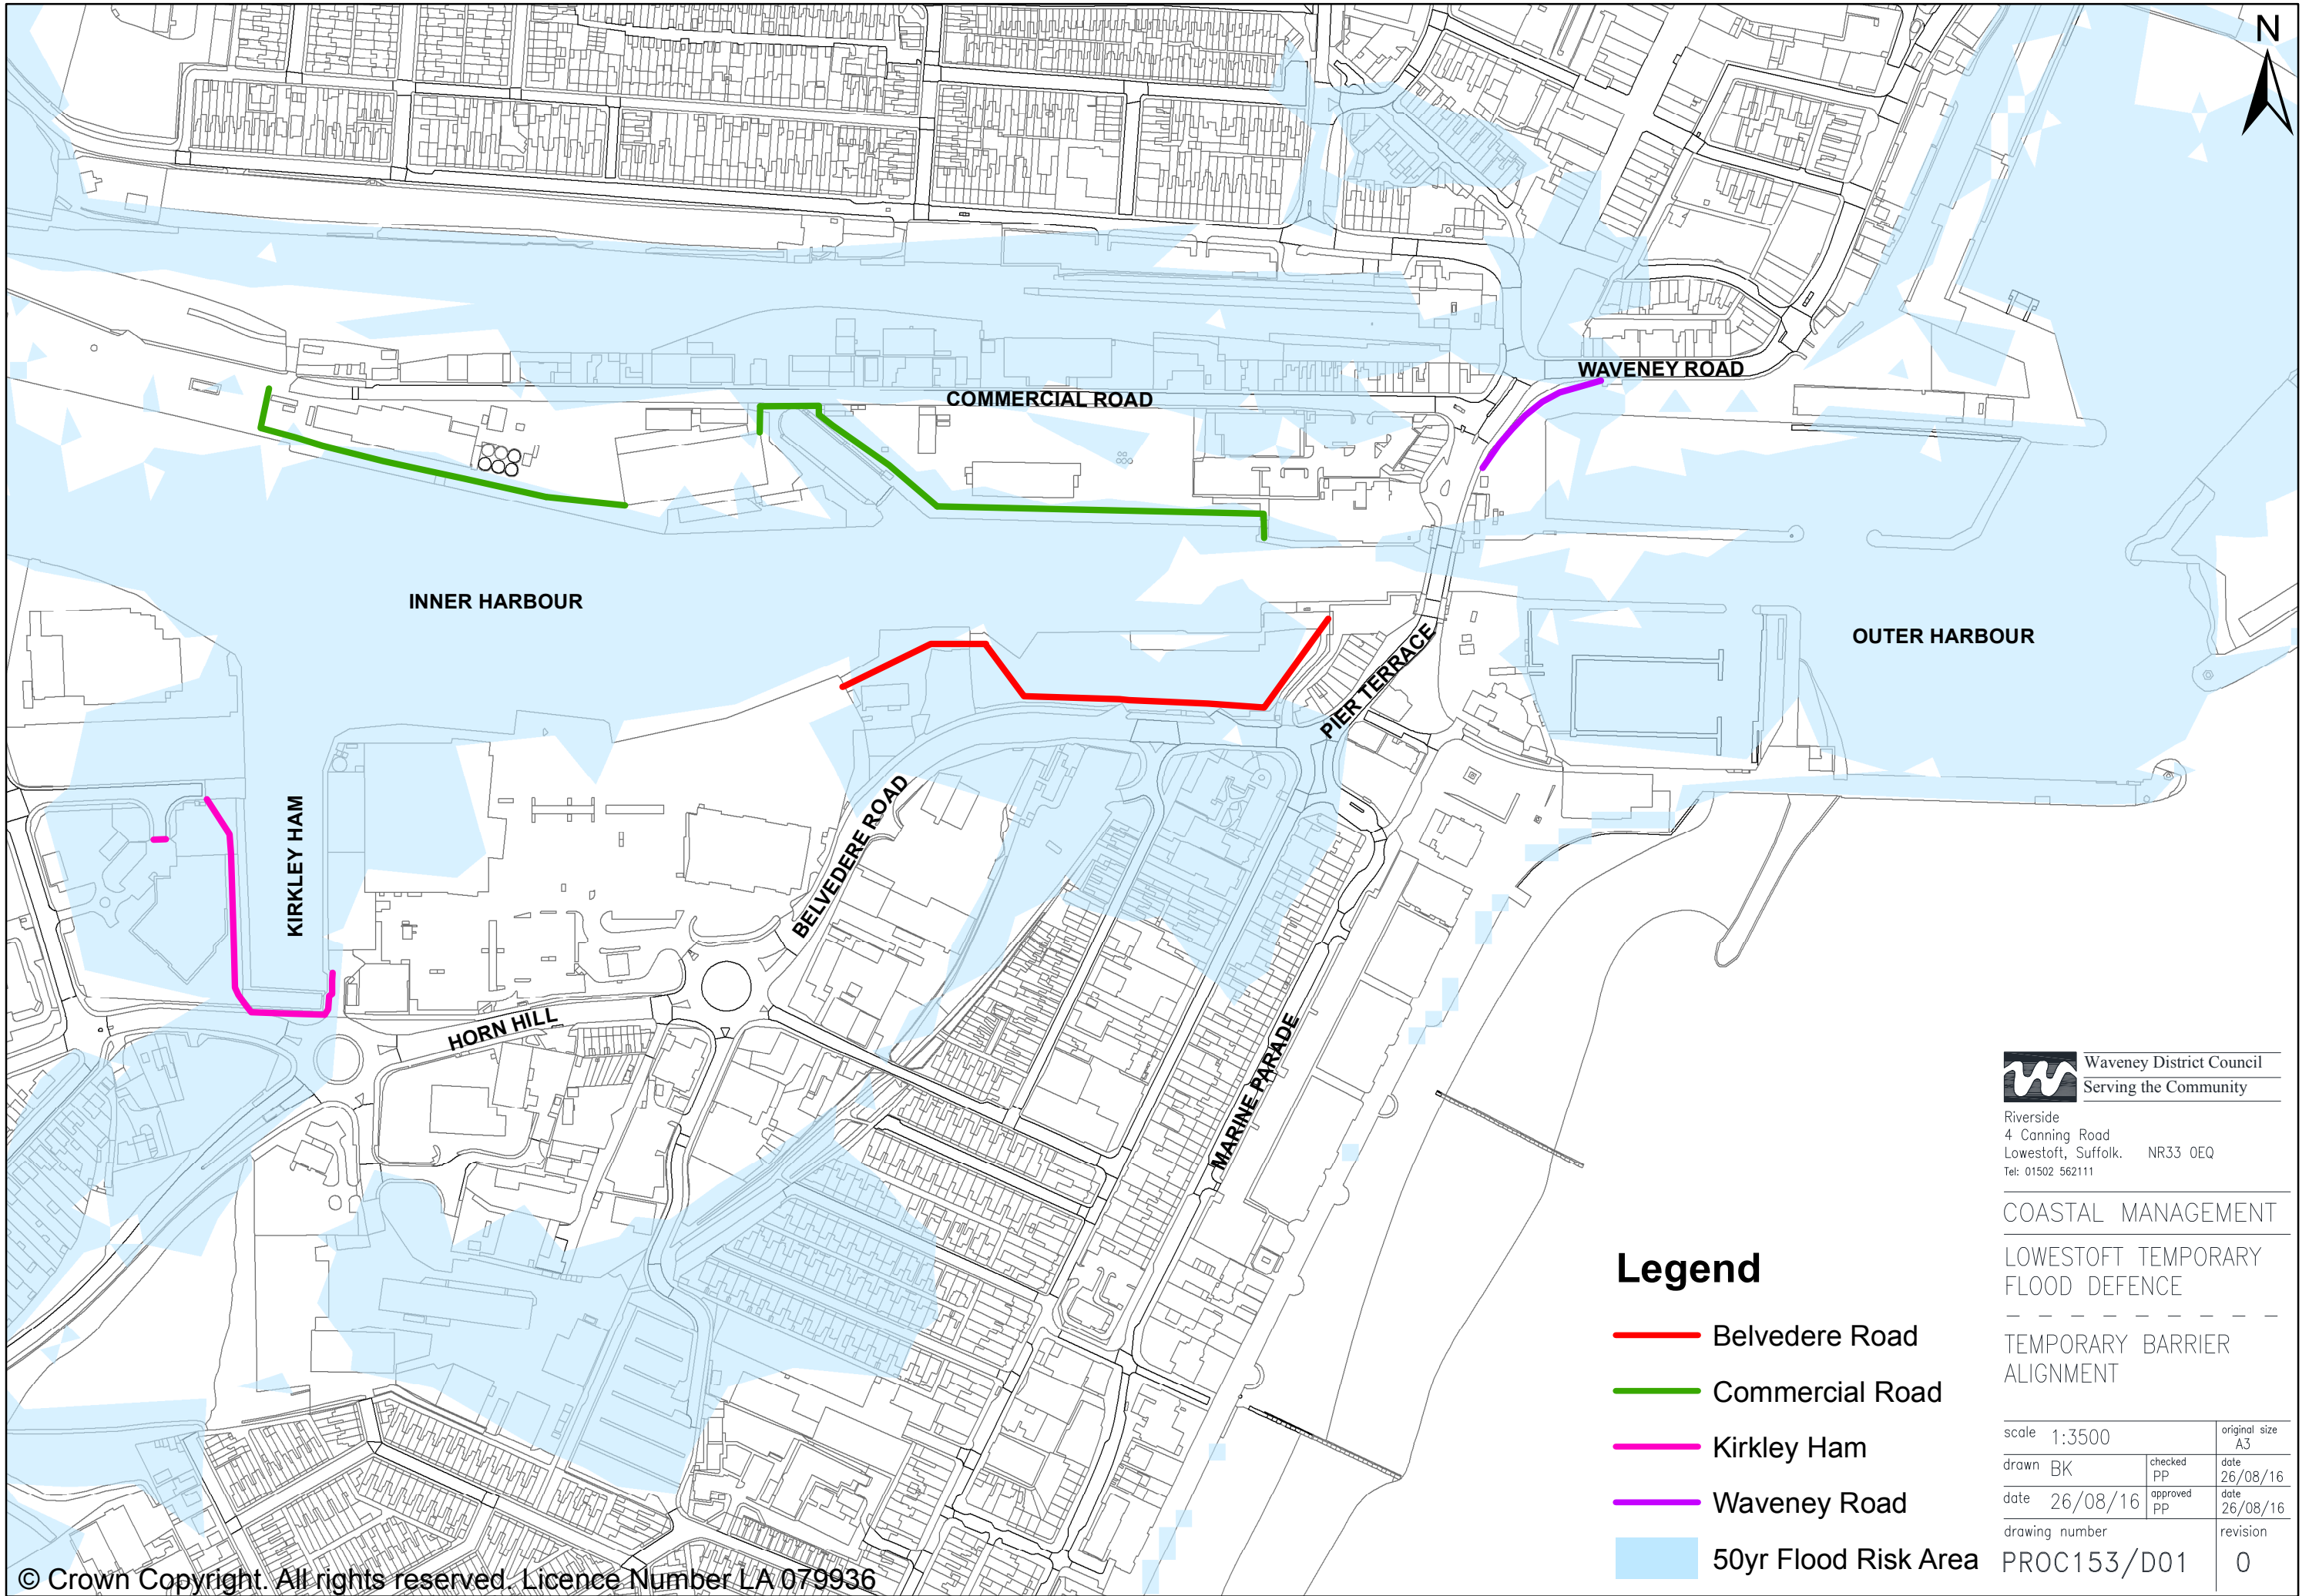 N
WAVENEY ROAD
COMMERCIAL ROAD
INNER HARBOUR
OUTER HARBOUR
PIER TERRACE
KIRKLEY HAM
BELVEDERE ROAD
HORN HILL
MARINE PARADE
Waveney District Council
Serving the Community
Riverside
4 Canning Road
Lowestoft, Suffolk. NR33 0EQ
Tel: 01502 562111
COASTAL MANAGEMENT
LOWESTOFT TEMPORARY
FLOOD DEFENCE
TEMPORARY BARRIER
ALIGNMENT
scale 1:3500 original size A3
drawn BK checked PP date 26/08/16
date 26/08/16 approved PP date 26/08/16
drawing number revision
PROC153/D01 0
Legend
Belvedere Road
Commercial Road
Kirkley Ham
Waveney Road
50yr Flood Risk Area
© Crown Copyright. All rights reserved. Licence Number LA 079936